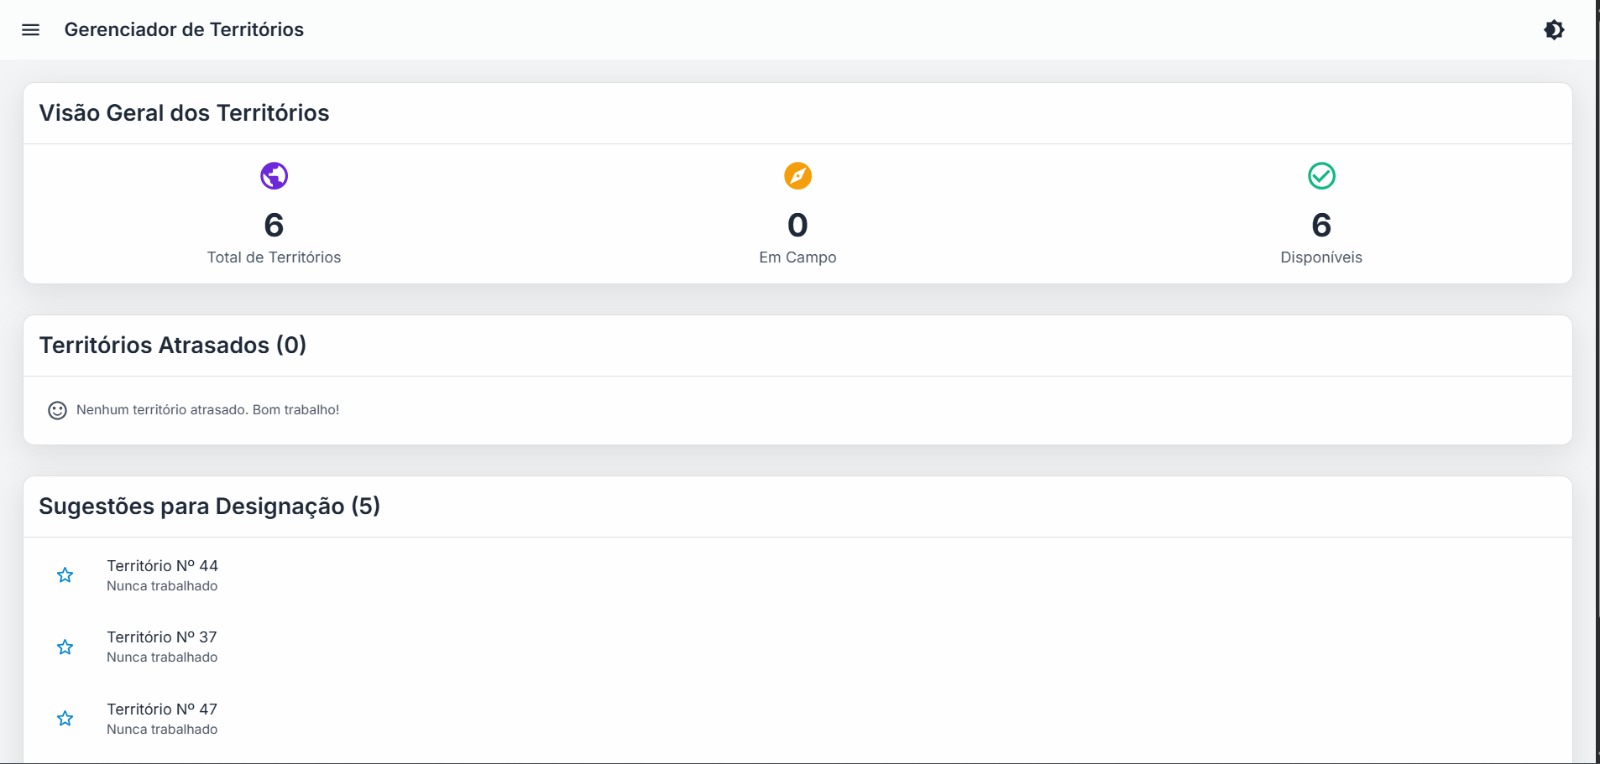 Gerenciador de Territórios
Visão Geral dos Territórios
6
Total de Territórios
0
Em Campo
6
Disponíveis
Territórios Atrasados (0)
Nenhum território atrasado. Bom trabalho!
Sugestões para Designação (5)
Território Nº 44
Nunca trabalhado
Território Nº 37
Nunca trabalhado
Território Nº 47
Nunca trabalhado